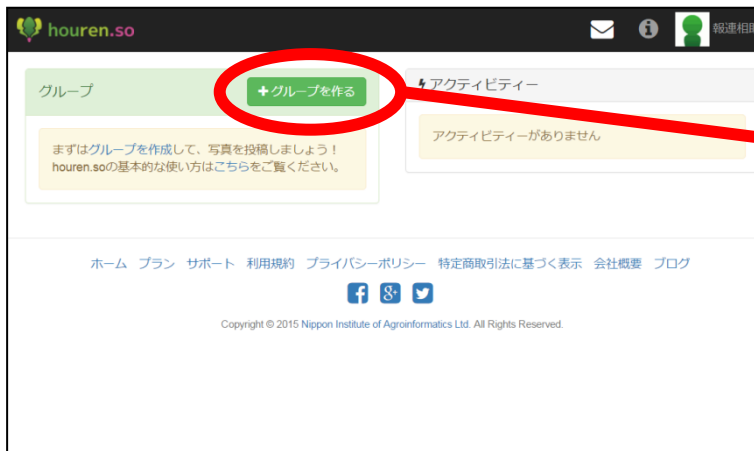 houren.so
報連相
グループ
+グループを作る
まずはグループを作成して、写真を投稿しましょう！
houren.soの基本的な使い方はこちらをご覧ください。
アクティビティー
アクティビティーがありません
ホーム プラン サポート 利用規約 プライバシーポリシー 特定商取引法に基づく表示 会社概要 ブログ
Copyright © 2015 Nippon Institute of Agroinformatics Ltd. All Rights Reserved.